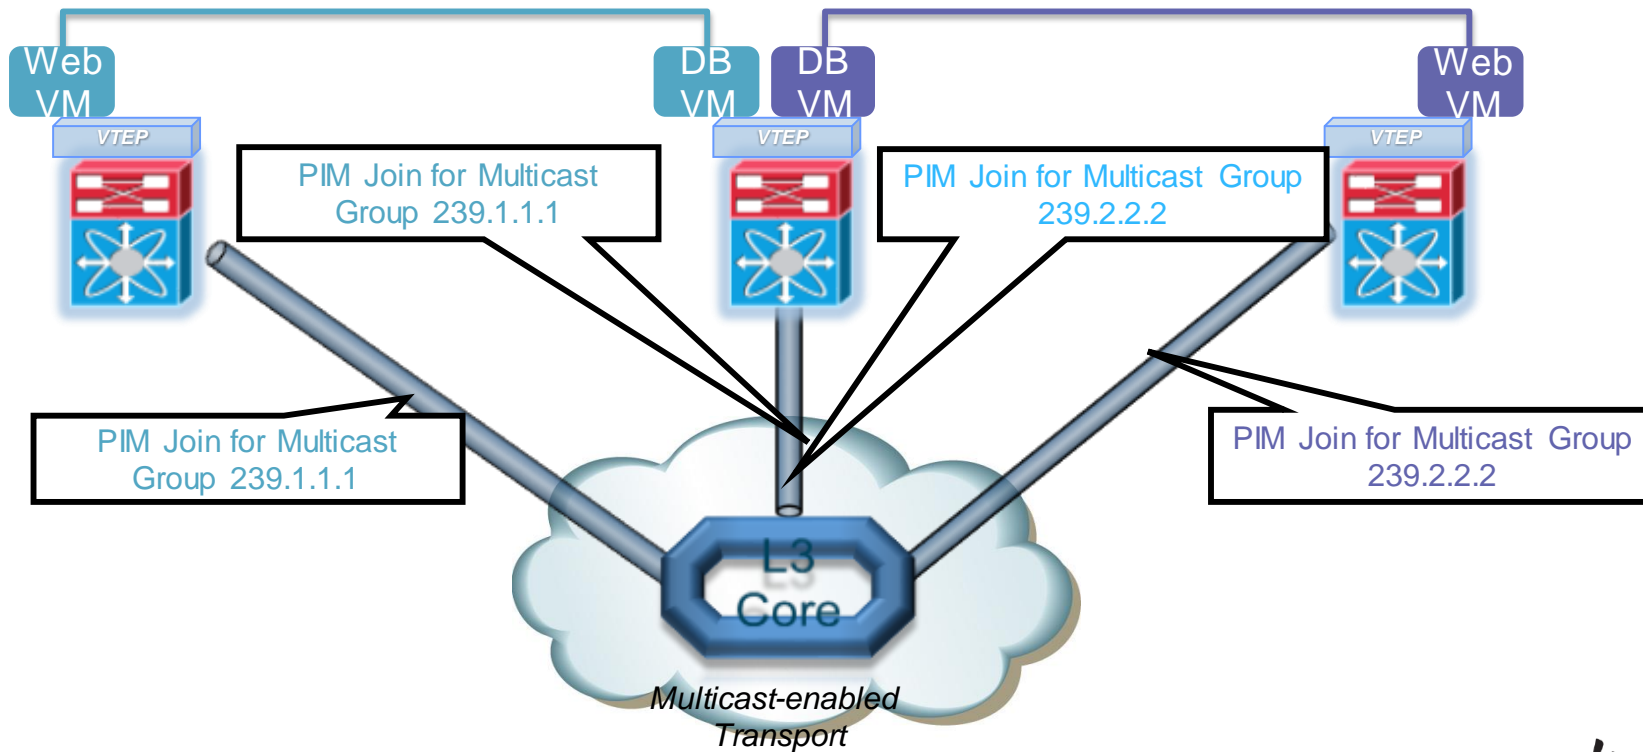 Web
VM
DB
VM
DB
VM
Web
VM
VTEP
VTEP
VTEP
PIM Join for Multicast
Group 239.1.1.1
PIM Join for Multicast Group
239.2.2.2
PIM Join for Multicast
Group 239.1.1.1
PIM Join for Multicast Group
239.2.2.2
L3
Core
Multicast-enabled
Transport